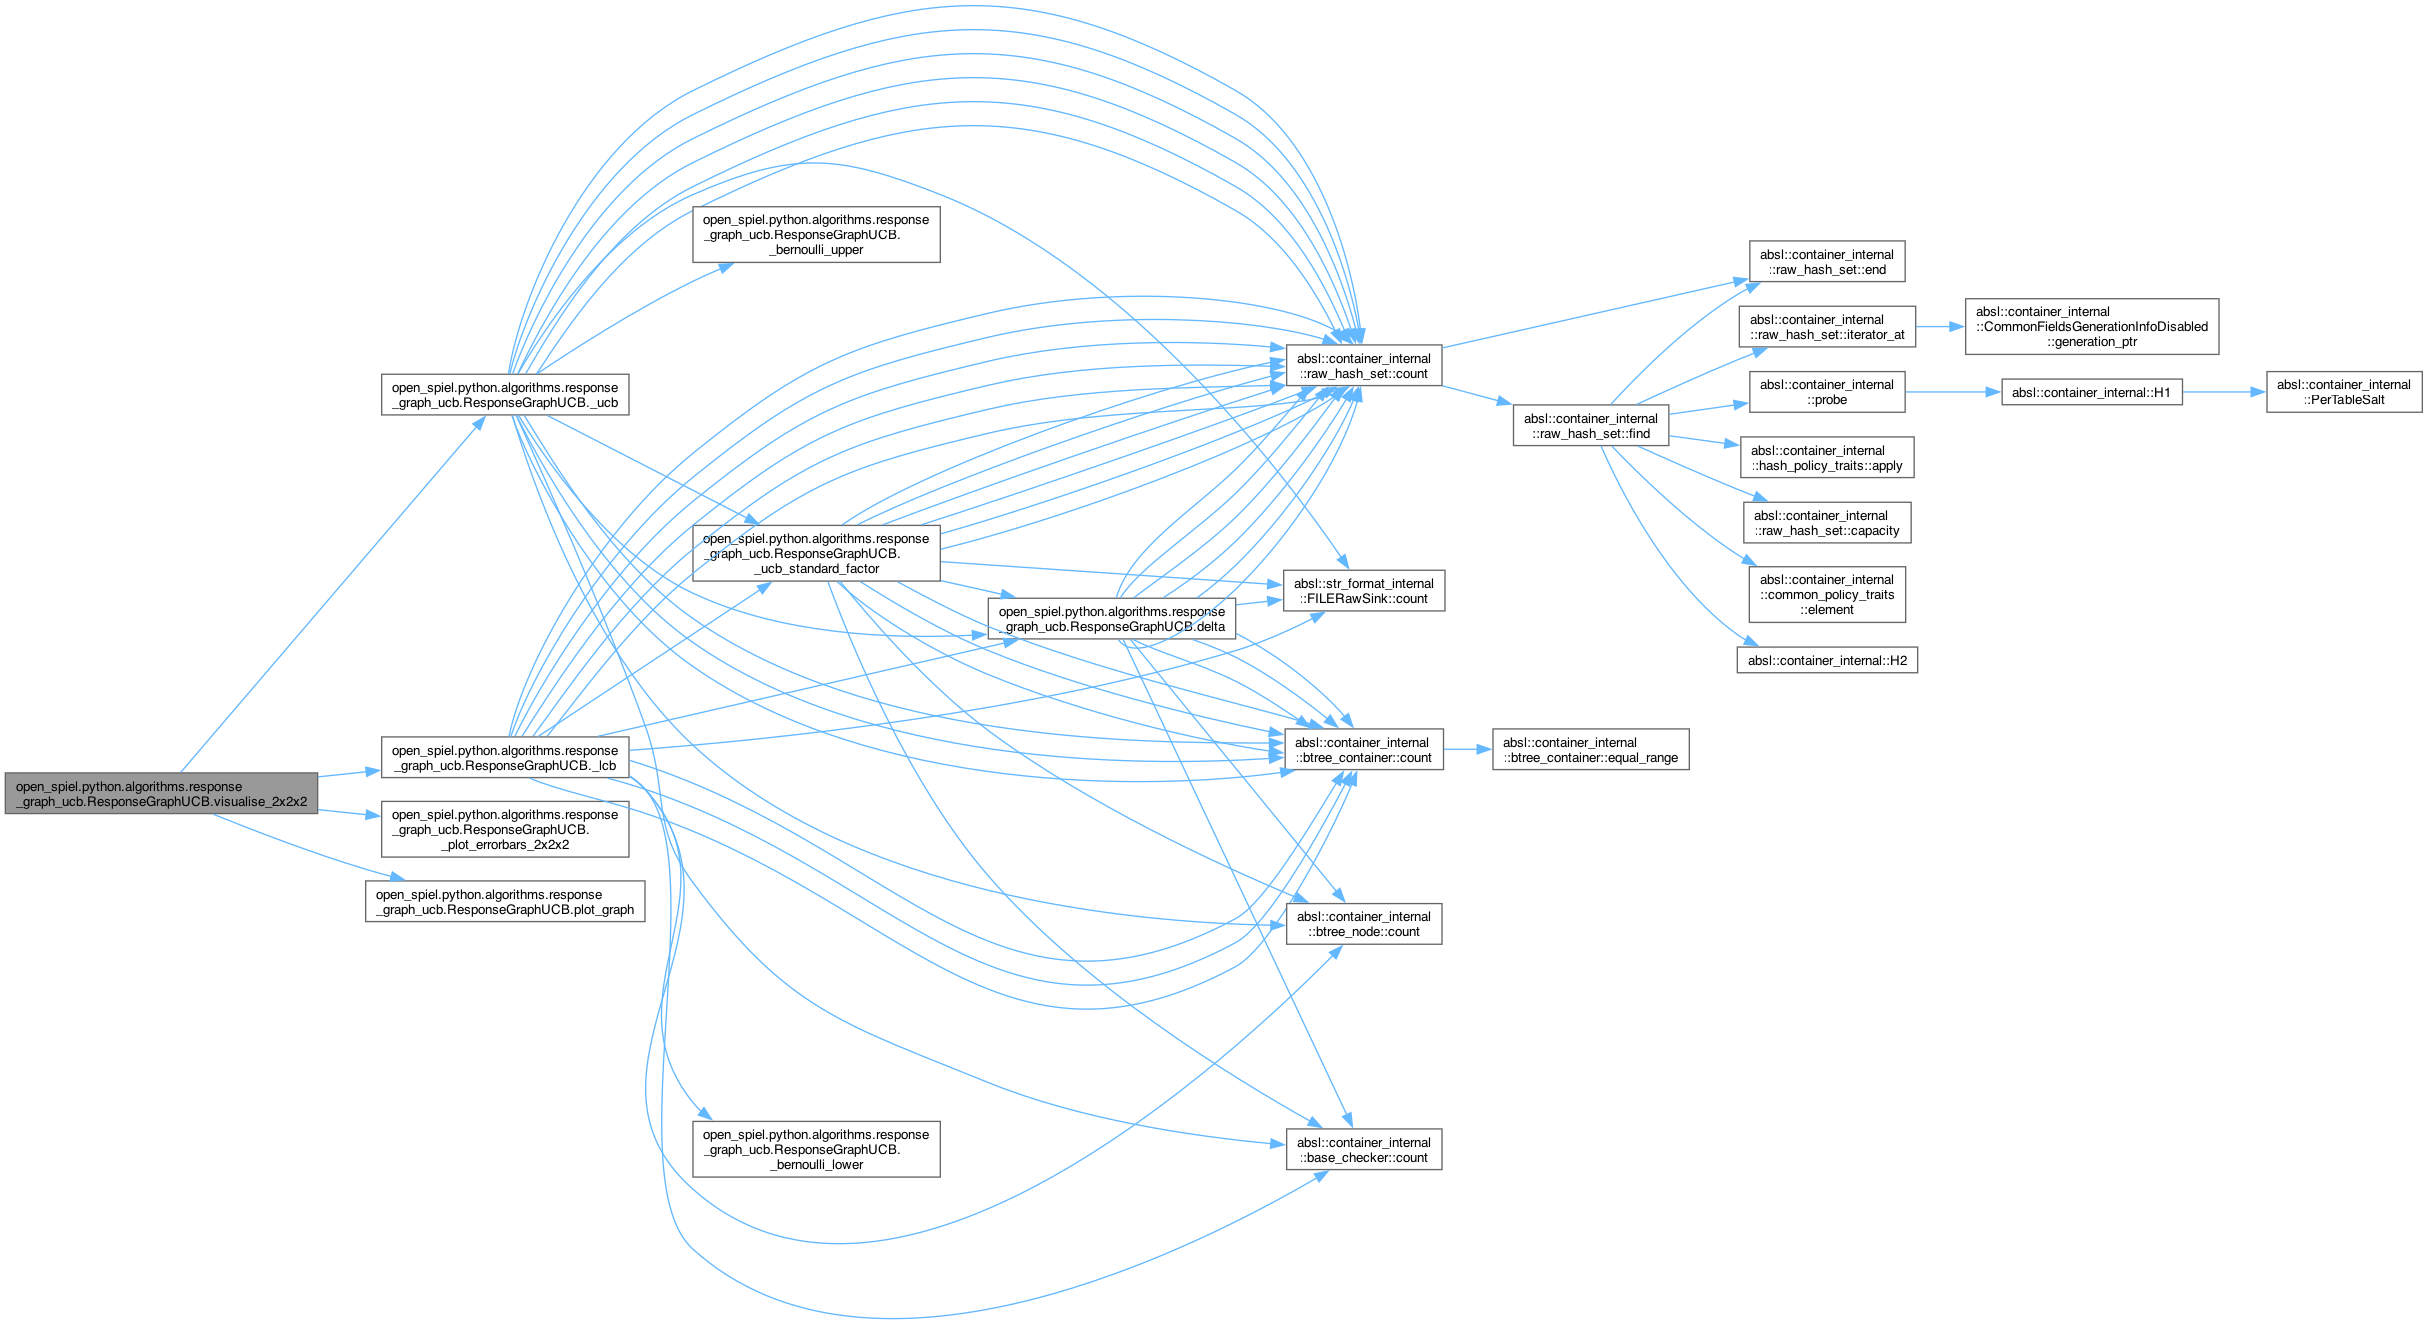 open_spiel.python.algorithms.response
_graph_ucb.ResponseGraphUCB.visualise_2x2x2
open_spiel.python.algorithms.response
_graph_ucb.ResponseGraphUCB._ucb
open_spiel.python.algorithms.response
_graph_ucb.ResponseGraphUCB._lcb
open_spiel.python.algorithms.response
_graph_ucb.ResponseGraphUCB.
_plot_errorbars_2x2x2
open_spiel.python.algorithms.response
_graph_ucb.ResponseGraphUCB.plot_graph
open_spiel.python.algorithms.response
_graph_ucb.ResponseGraphUCB.
_bernoulli_upper
open_spiel.python.algorithms.response
_graph_ucb.ResponseGraphUCB.
_ucb_standard_factor
open_spiel.python.algorithms.response
_graph_ucb.ResponseGraphUCB.
_bernoulli_lower
open_spiel.python.algorithms.response
_graph_ucb.ResponseGraphUCB.delta
absl::container_internal
::raw_hash_set::count
absl::str_format_internal
::FILERawSink::count
absl::container_internal
::btree_container::count
absl::container_internal
::btree_node::count
absl::container_internal
::base_checker::count
absl::container_internal
::raw_hash_set::find
absl::container_internal
::btree_container::equal_range
absl::container_internal
::raw_hash_set::end
absl::container_internal
::raw_hash_set::iterator_at
absl::container_internal
::probe
absl::container_internal
::hash_policy_traits::apply
absl::container_internal
::raw_hash_set::capacity
absl::container_internal
::common_policy_traits
::element
absl::container_internal::H2
absl::container_internal
::CommonFieldsGenerationInfoDisabled
::generation_ptr
absl::container_internal::H1
absl::container_internal
::PerTableSalt